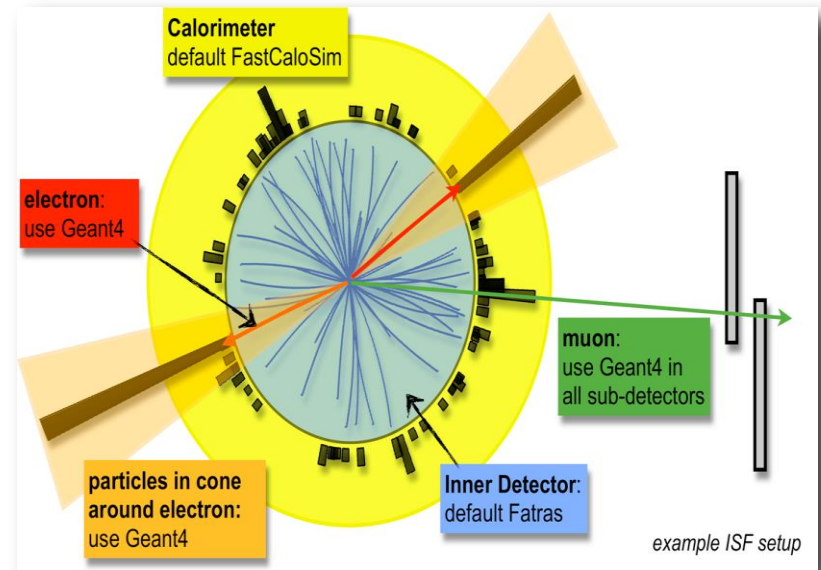 Calorimeter
default FastCaloSim
electron:
use Geant4
muon:
use Geant4 in
all sub-detectors
particles in cone
around electron:
use Geant4
Inner Detector:
default Fatras
example ISF setup